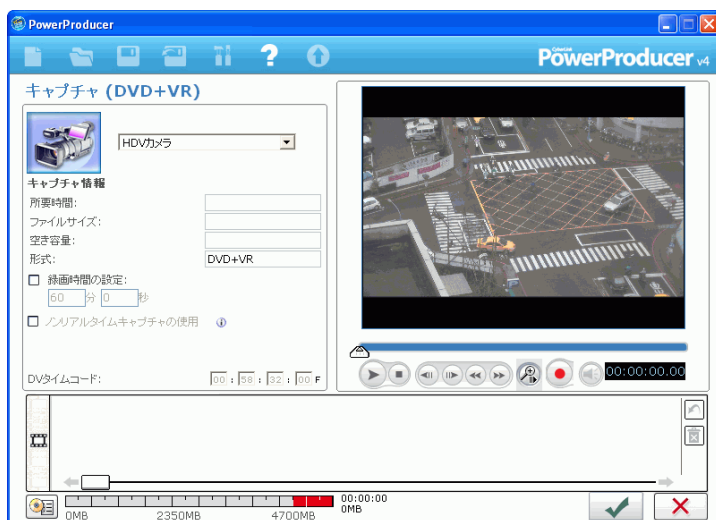 PowerProducer
CyberLink
PowerProducer v4
キャプチャ (DVD+VR)
HDVカメラ
キャプチャ情報
所要時間:
ファイルサイズ:
空き容量:
形式: DVD+VR
録画時間の設定:
60 分 0 秒
ノンリアルタイムキャプチャの使用
DVタイムコード: 00 : 58 : 32 : 00 F
00:00:00.00
00:00:00
0MB
0MB 2350MB 4700MB